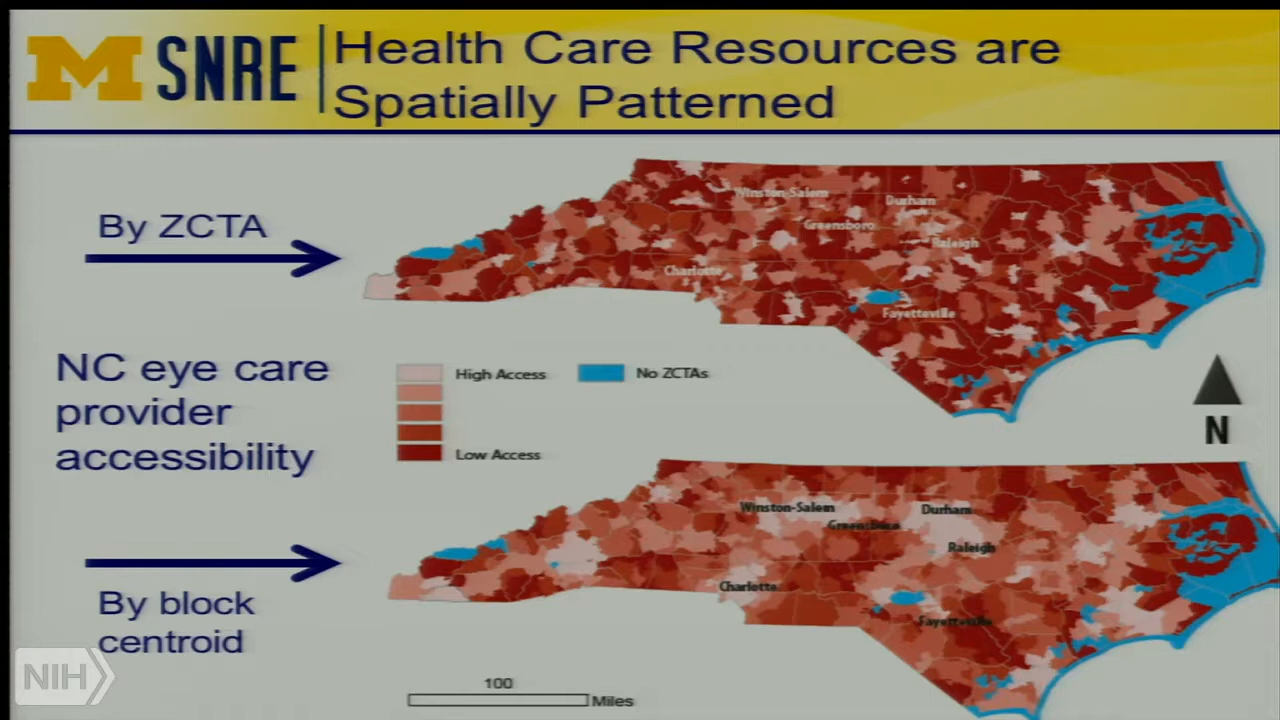 M SNRE
Health Care Resources are
Spatially Patterned
By ZCTA
Winston-Salem
Durham
Greensboro
Raleigh
Charlotte
Fayetteville
NC eye care
provider
accessibility
High Access
No ZCTAs
Low Access
N
Winston-Salem
Durham
Greensboro
Raleigh
Charlotte
Fayetteville
By block
centroid
NIH
100
Miles